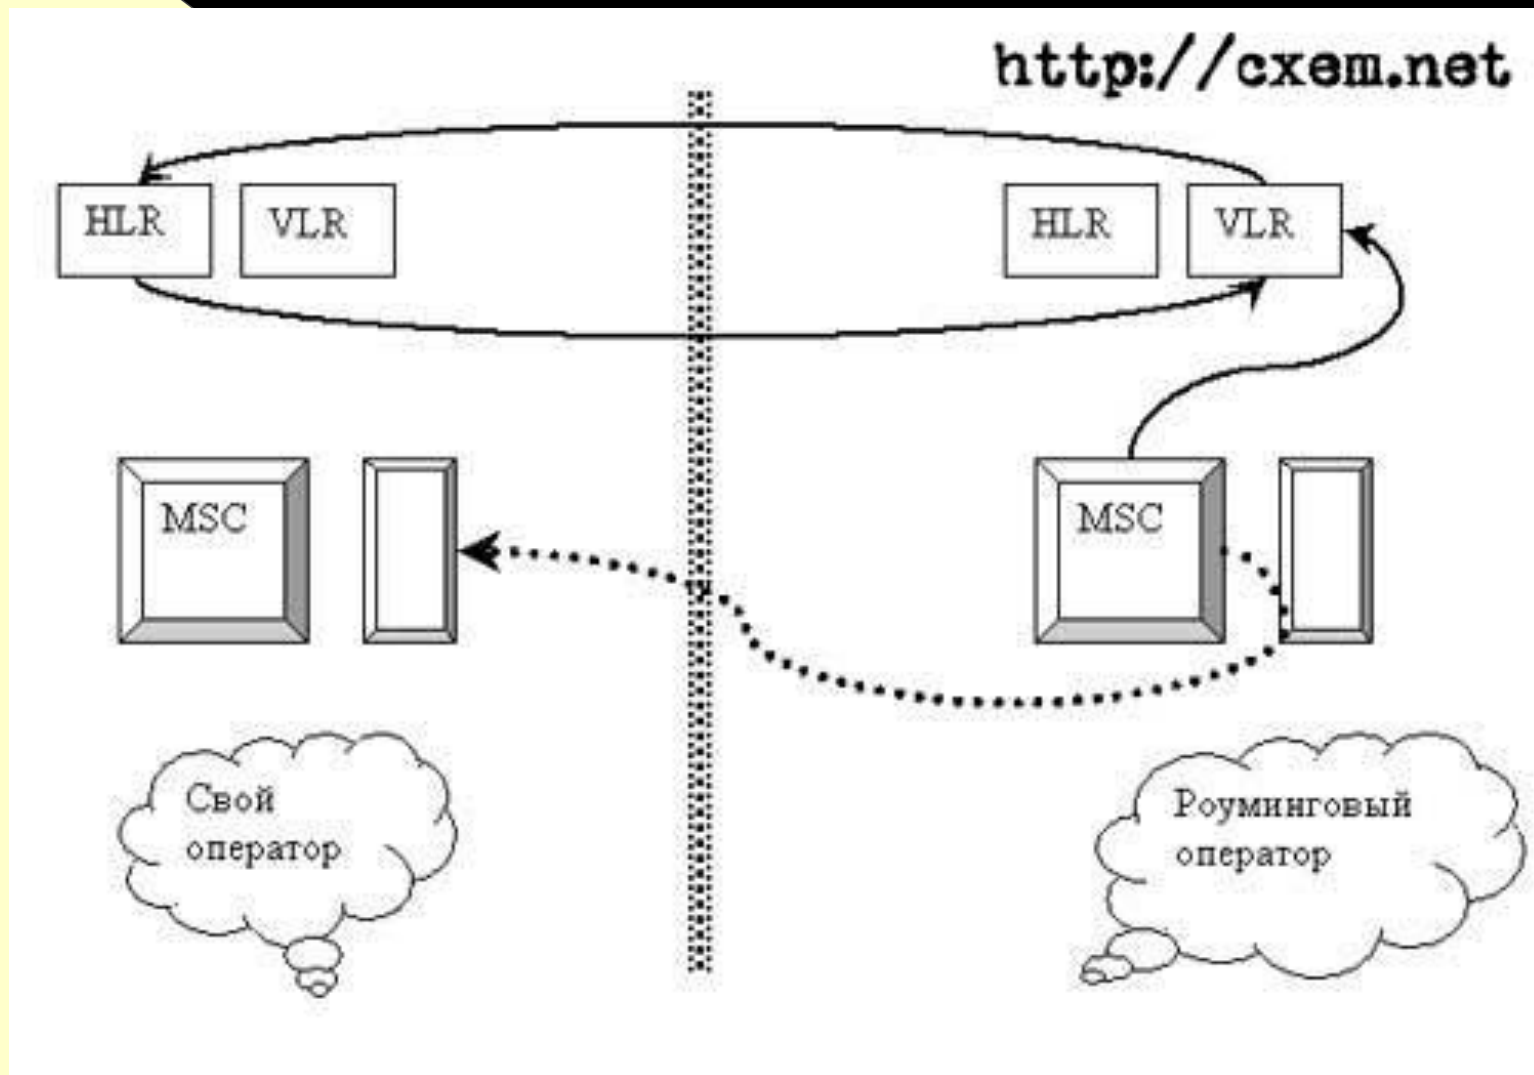 http://cxem.net
HLR
VLR
HLR
VLR
MSC
MSC
Свой
оператор
Роуминговый
оператор